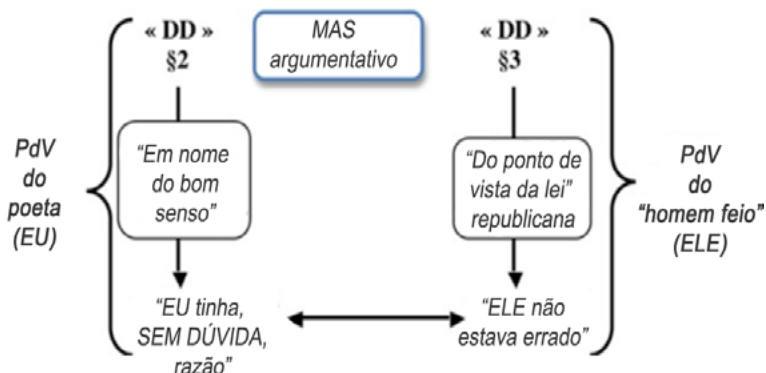 « DD »
§2
MAS
argumentativo
« DD »
§3
PdV
do
poeta
(EU)
“Em nome
do bom
senso”
“Do ponto de
vista da lei”
republicana
PdV
do
“homem feio”
(ELE)
“EU tinha,
SEM DÚVIDA,
razão”
“ELE não
estava errado”